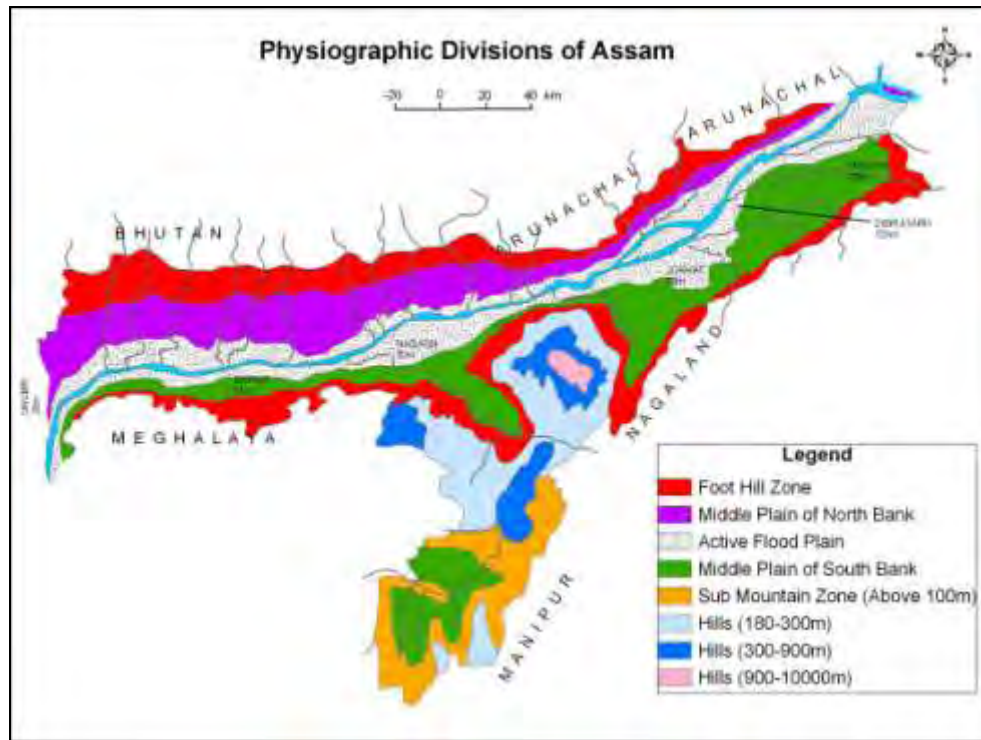 Physiographic Divisions of Assam
20 0 20 40 km
ARUNACHAL
ARUNACHAL
BHUTAN
MEGHALAYA
NAGALAND
MANIPUR
Legend
Foot Hill Zone
Middle Plain of North Bank
Active Flood Plain
Middle Plain of South Bank
Sub Mountain Zone (Above 100m)
Hills (180-300m)
Hills (300-900m)
Hills (900-10000m)